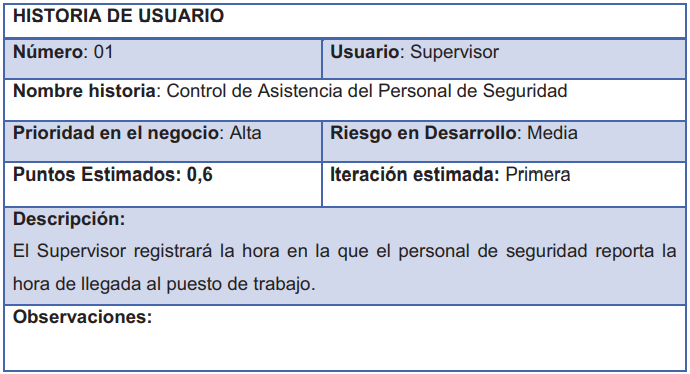 HISTORIA DE USUARIO
Número: 01
Usuario: Supervisor
Nombre historia: Control de Asistencia del Personal de Seguridad
Prioridad en el negocio: Alta
Riesgo en Desarrollo: Media
Puntos Estimados: 0,6
Iteración estimada: Primera
Descripción:
El Supervisor registrará la hora en la que el personal de seguridad reporta la
hora de llegada al puesto de trabajo.
Observaciones: